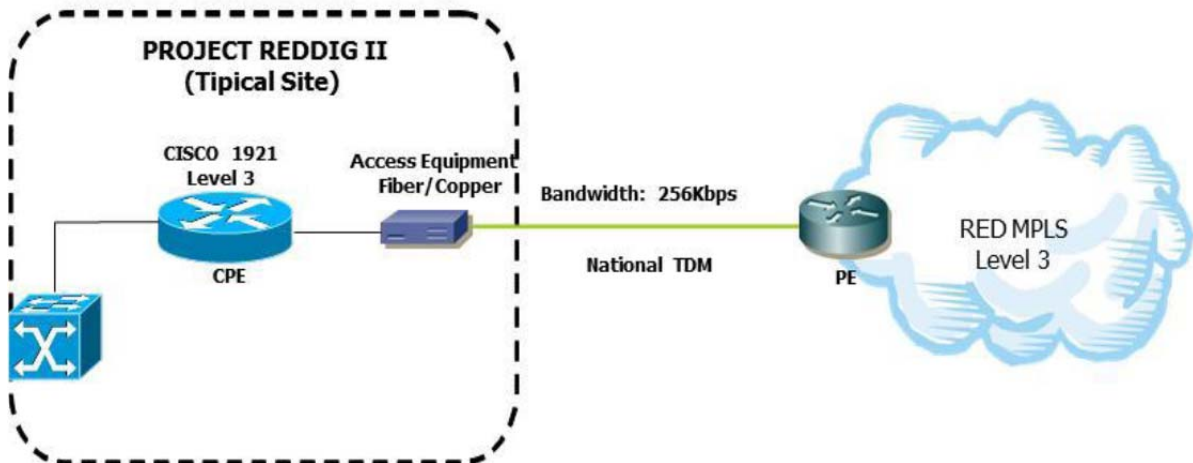 PROJECT REDDIG II
(Tipical Site)
CISCO 1921
Level 3
CPE
Access Equipment
Fiber/Copper
Bandwidth: 256Kbps
National TDM
PE
RED MPLS
Level 3